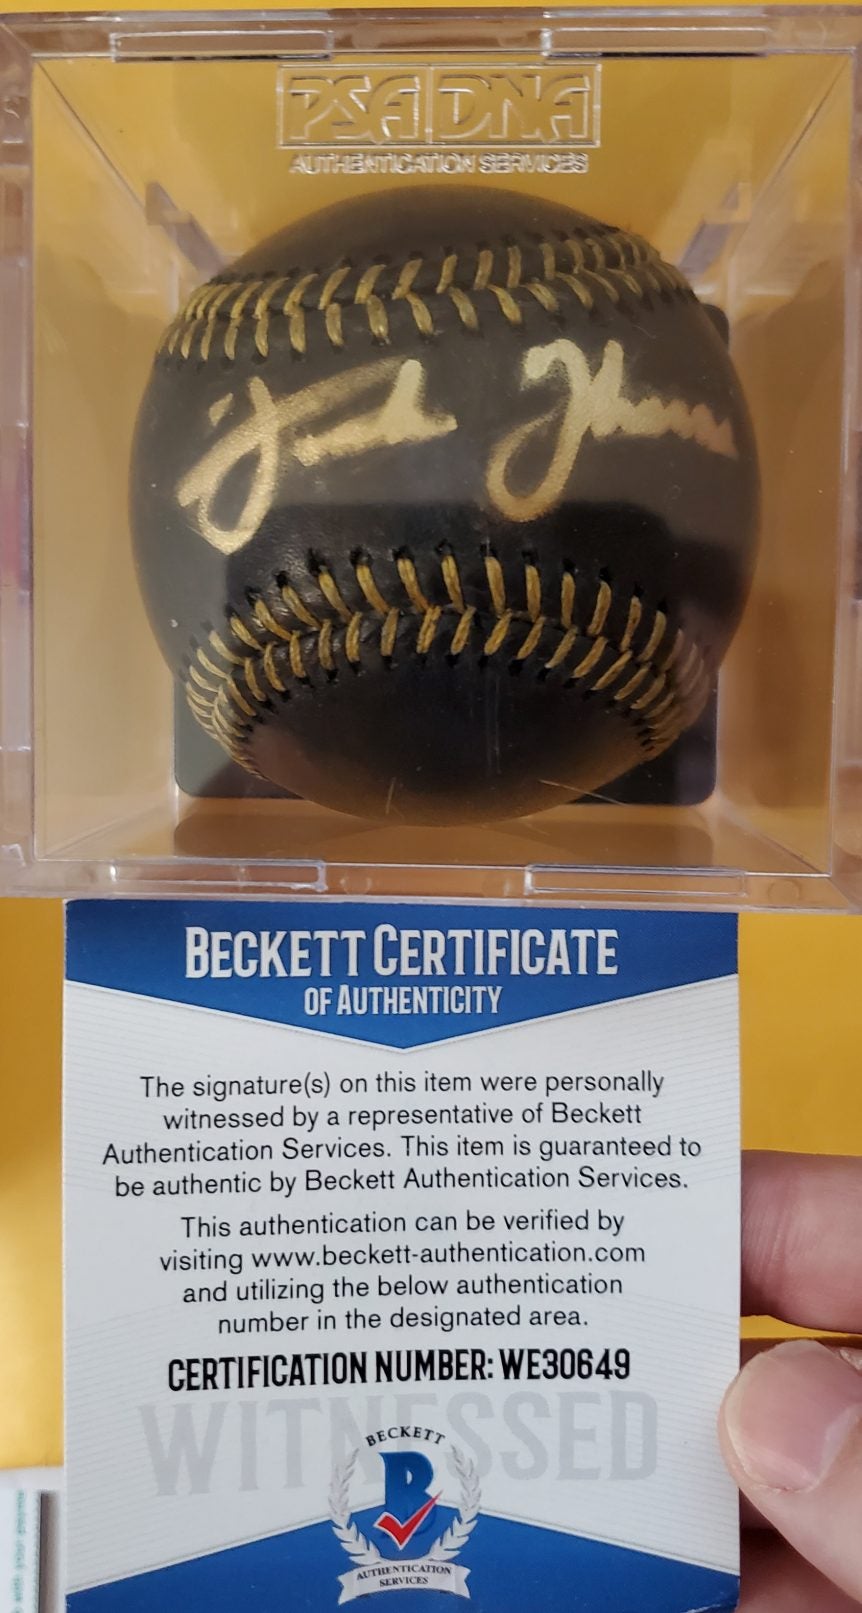 PSA DNA
AUTHENTICATION SERVICES
Frank Thomas
BECKETT CERTIFICATE
OF AUTHENTICITY
The signature(s) on this item were personally
witnessed by a representative of Beckett
Authentication Services. This item is guaranteed to
be authentic by Beckett Authentication Services.
This authentication can be verified by
visiting www.beckett-authentication.com
and utilizing the below authentication
number in the designated area.
CERTIFICATION NUMBER: WE30649
WITNESSED
BECKETT
B
AUTHENTICATION
SERVICES